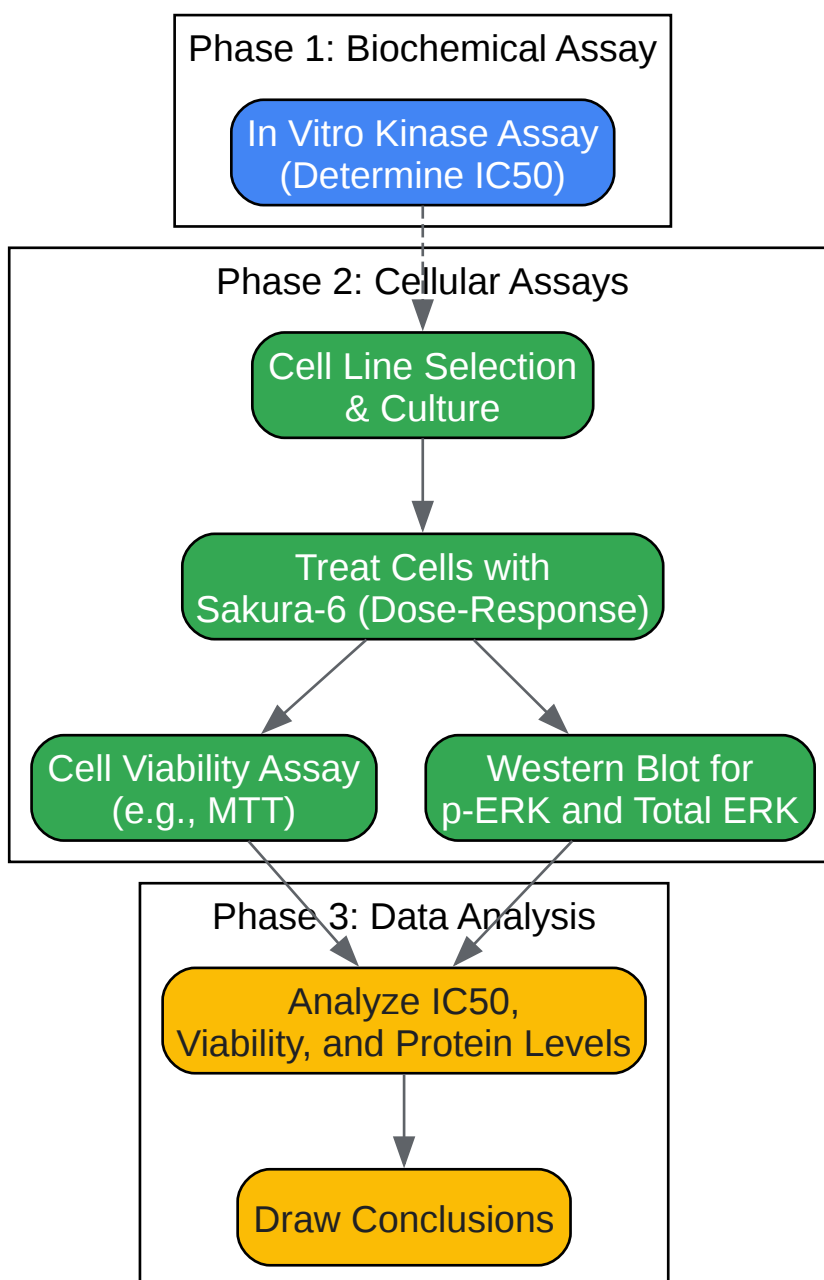 Phase 1: Biochemical Assay
In Vitro Kinase Assay
(Determine IC50)
Phase 2: Cellular Assays
Cell Line Selection
& Culture
Treat Cells with
Sakura-6 (Dose-Response)
Cell Viability Assay
(e.g., MTT)
Western Blot for
p-ERK and Total ERK
Phase 3: Data Analysis
Analyze IC50,
Viability, and Protein Levels
Draw Conclusions